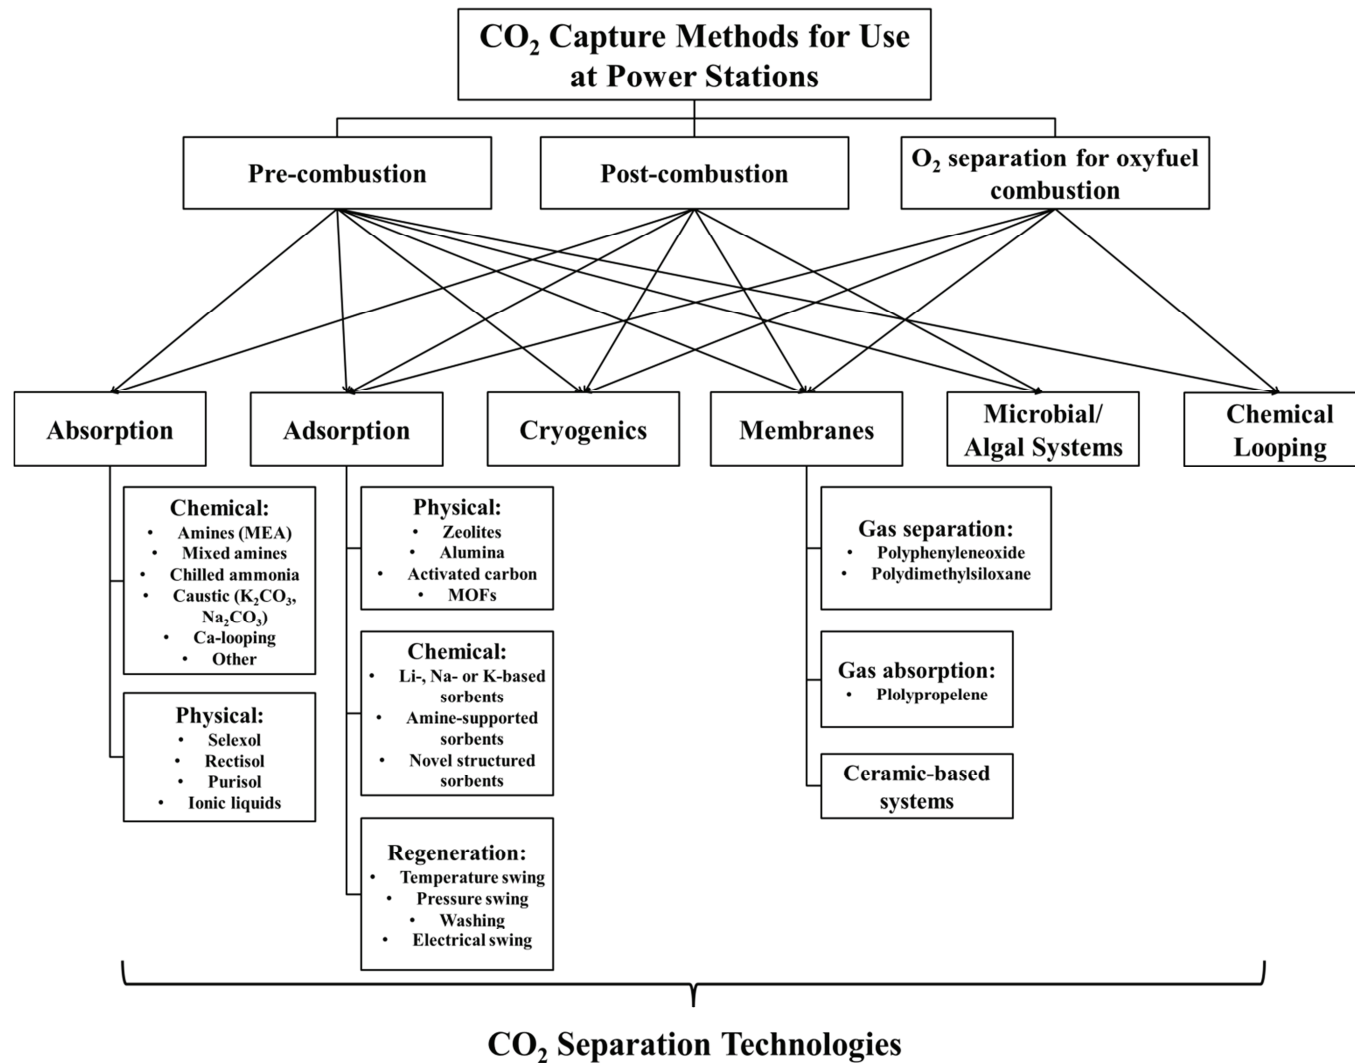 CO₂ Capture Methods for Use
at Power Stations
Pre-combustion
Post-combustion
O₂ separation for oxyfuel
combustion
Absorption
Adsorption
Cryogenics
Membranes
Microbial/
Algal Systems
Chemical
Looping
Chemical:
• Amines (MEA)
• Mixed amines
• Chilled ammonia
• Caustic (K₂CO₃,
Na₂CO₃)
• Ca-looping
• Other
Physical:
• Selexol
• Rectisol
• Purisol
• Ionic liquids
Physical:
• Zeolites
• Alumina
• Activated carbon
• MOFs
Chemical:
• Li-, Na- or K-based
sorbents
• Amine-supported
sorbents
• Novel structured
sorbents
Regeneration:
• Temperature swing
• Pressure swing
• Washing
• Electrical swing
Gas separation:
• Polyphenyleneoxide
• Polydimethylsiloxane
Gas absorption:
• Plolypropelene
Ceramic-based
systems
CO₂ Separation Technologies